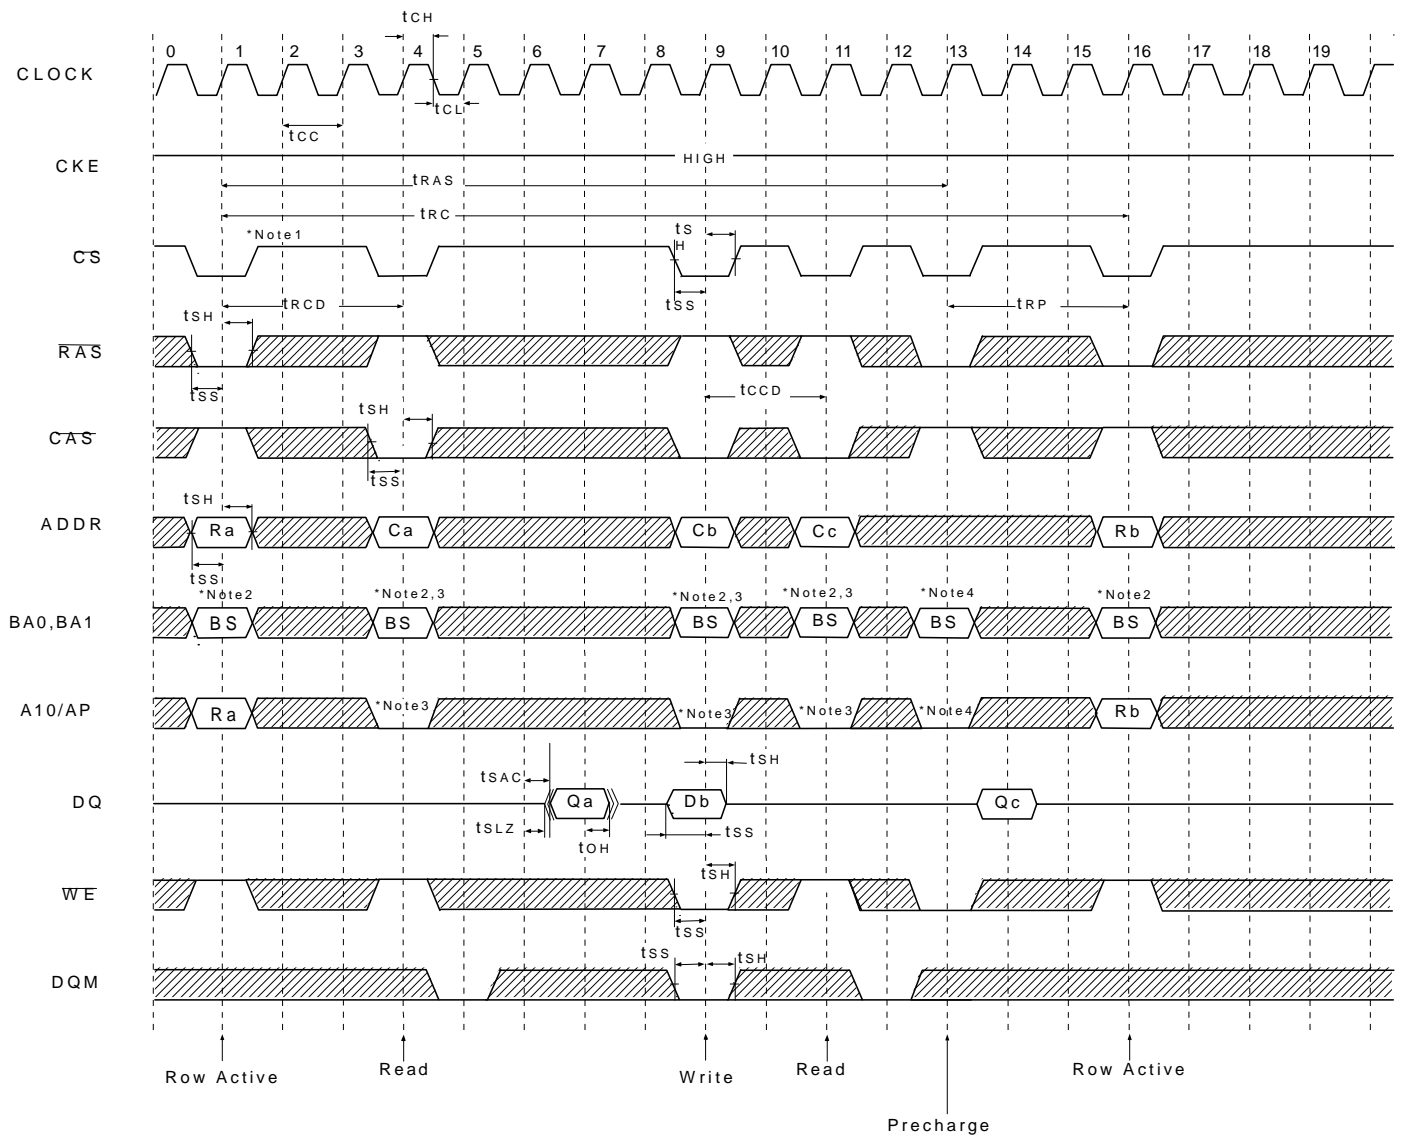 tCH
0 1 2 3 4 5 6 7 8 9 10 11 12 13 14 15 16 17 18 19
CLOCK
tCL
tCC
CKE
HIGH
tRAS
tRC
*Note1
tS
H
CS
tSS
tRCD
tRP
tSH
RAS
tSS
tCCD
tSH
CAS
tSS
tSH
ADDR
Ra Ca Cb Cc Rb
tSS
*Note2 *Note2,3 *Note2,3 *Note2,3 *Note4 *Note2
BA0,BA1
BS BS BS BS BS BS
A10/AP
Ra *Note3 *Note3 *Note3 *Note4 Rb
tSH
tSAC
DQ
Qa Db Qc
tSLZ
tSS
tOH
tSH
WE
tSS
tSS tSH
DQM
Row Active Read Write Read Row Active
Precharge